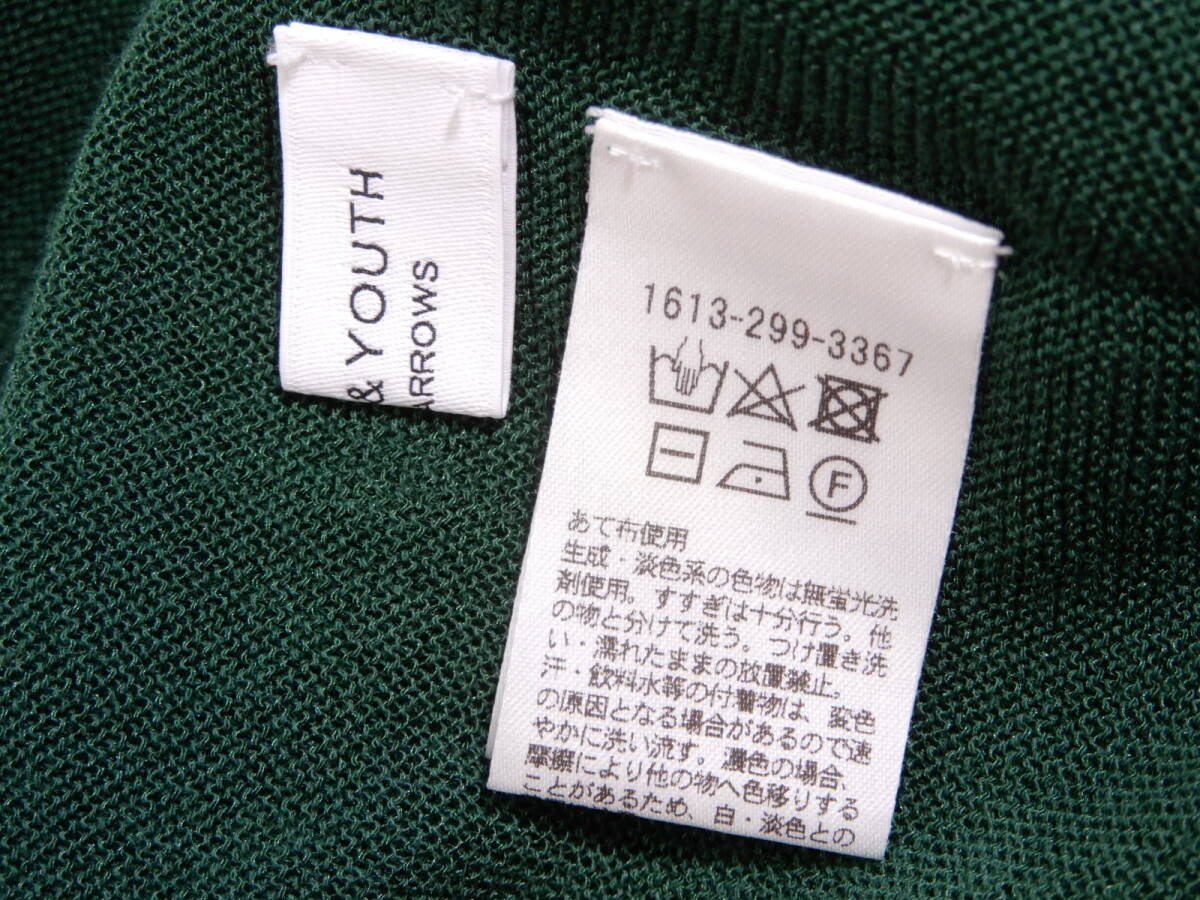 & YOUTH
ARROWS
1613-299-3367
F
あて布使用
生成・淡色系の色物は無蛍光洗
剤使用。すすぎは十分行う。他
の物と分けて洗う。つけ置き洗
い・濡れたままの放置禁止。
汗・飲料水等の付着物は、変色
の原因となる場合があるので速
やかに洗い流す。濃色の場合、
摩擦により他の物へ色移りする
ことがあるため、白・淡色との